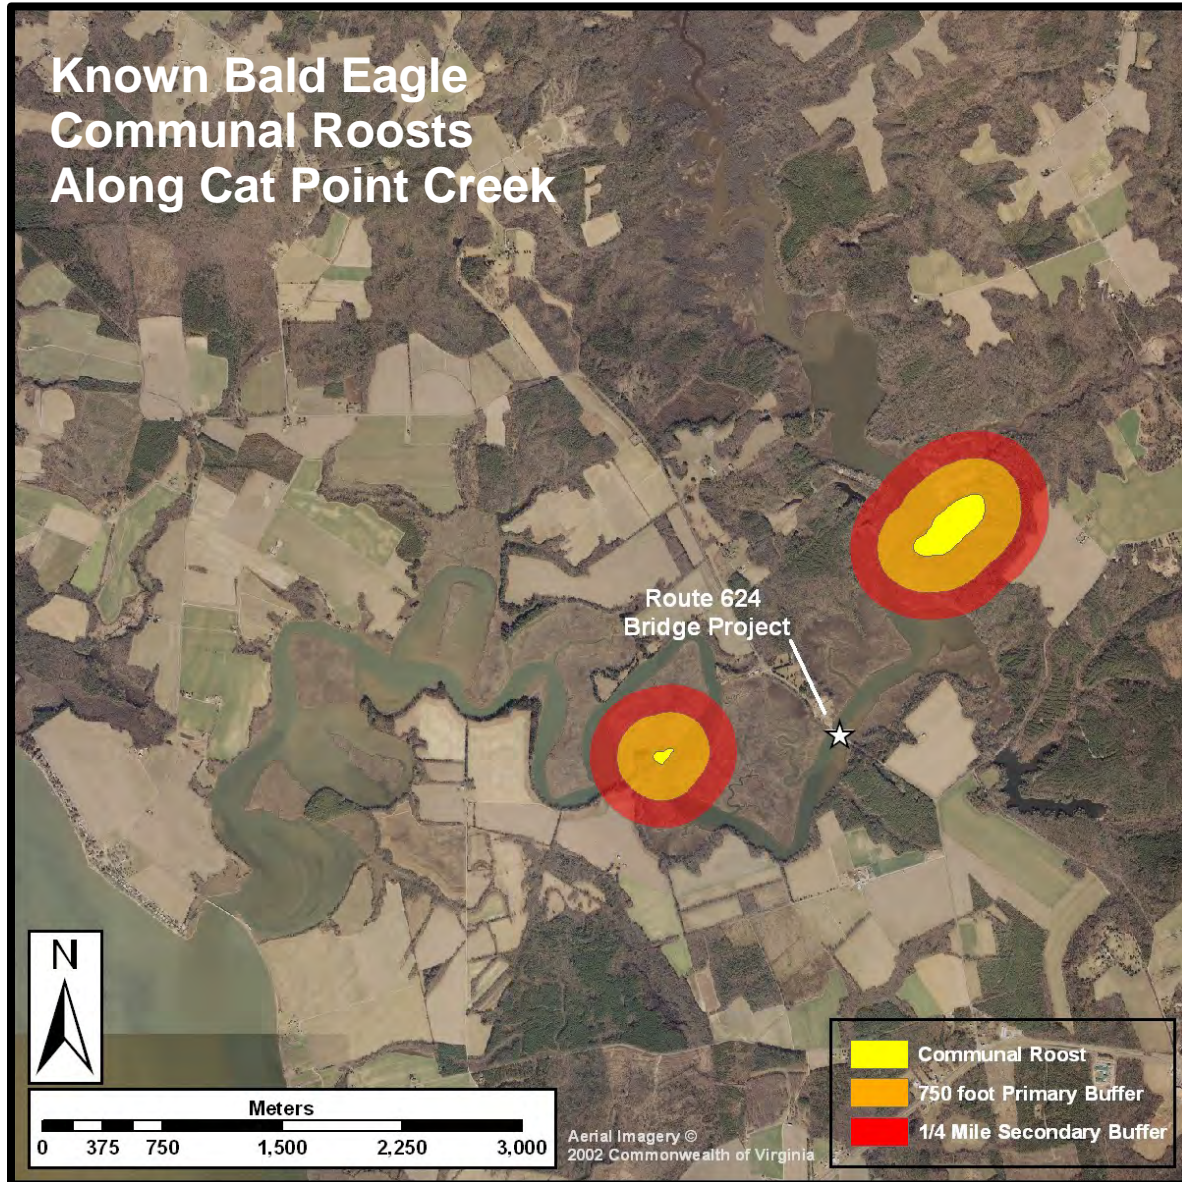 Known Bald Eagle
Communal Roosts
Along Cat Point Creek
Route 624
Bridge Project
N
Meters
0 375 750 1,500 2,250 3,000
Aerial Imagery ©
2002 Commonwealth of Virginia
Communal Roost
750 foot Primary Buffer
1/4 Mile Secondary Buffer